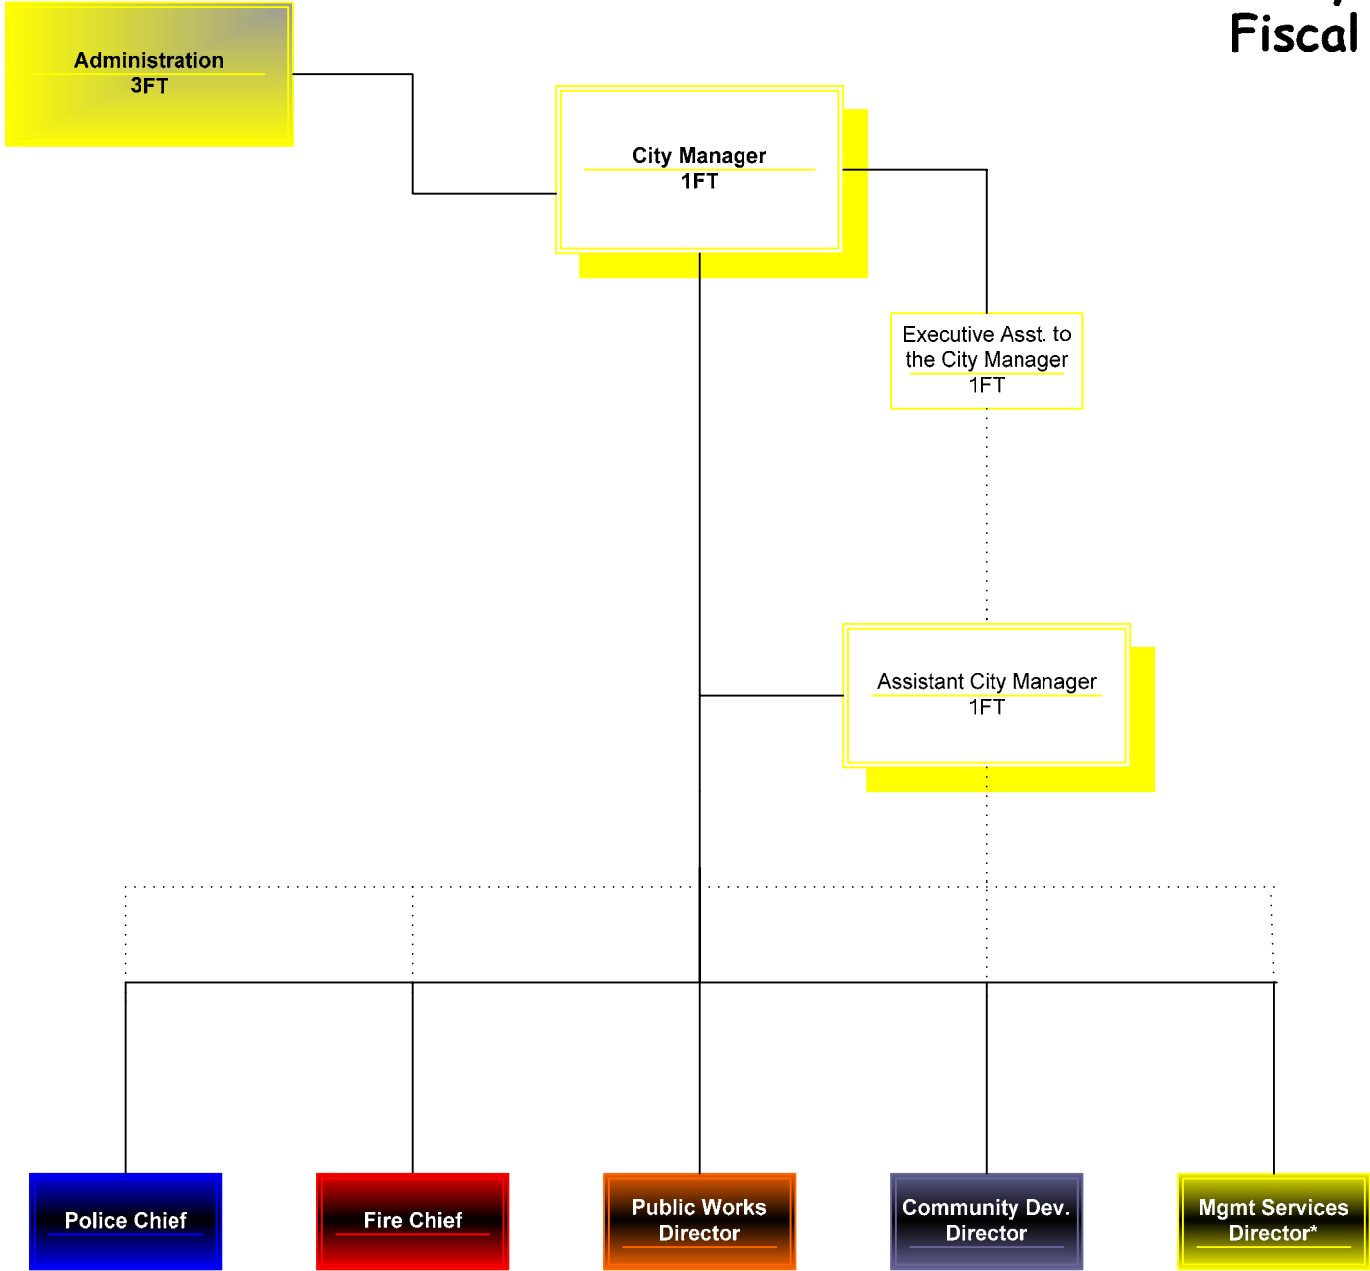 Fiscal
Administration
3FT
City Manager
1FT
Executive Asst. to
the City Manager
1FT
Assistant City Manager
1FT
Police Chief
Fire Chief
Public Works
Director
Community Dev.
Director
Mgmt Services
Director*